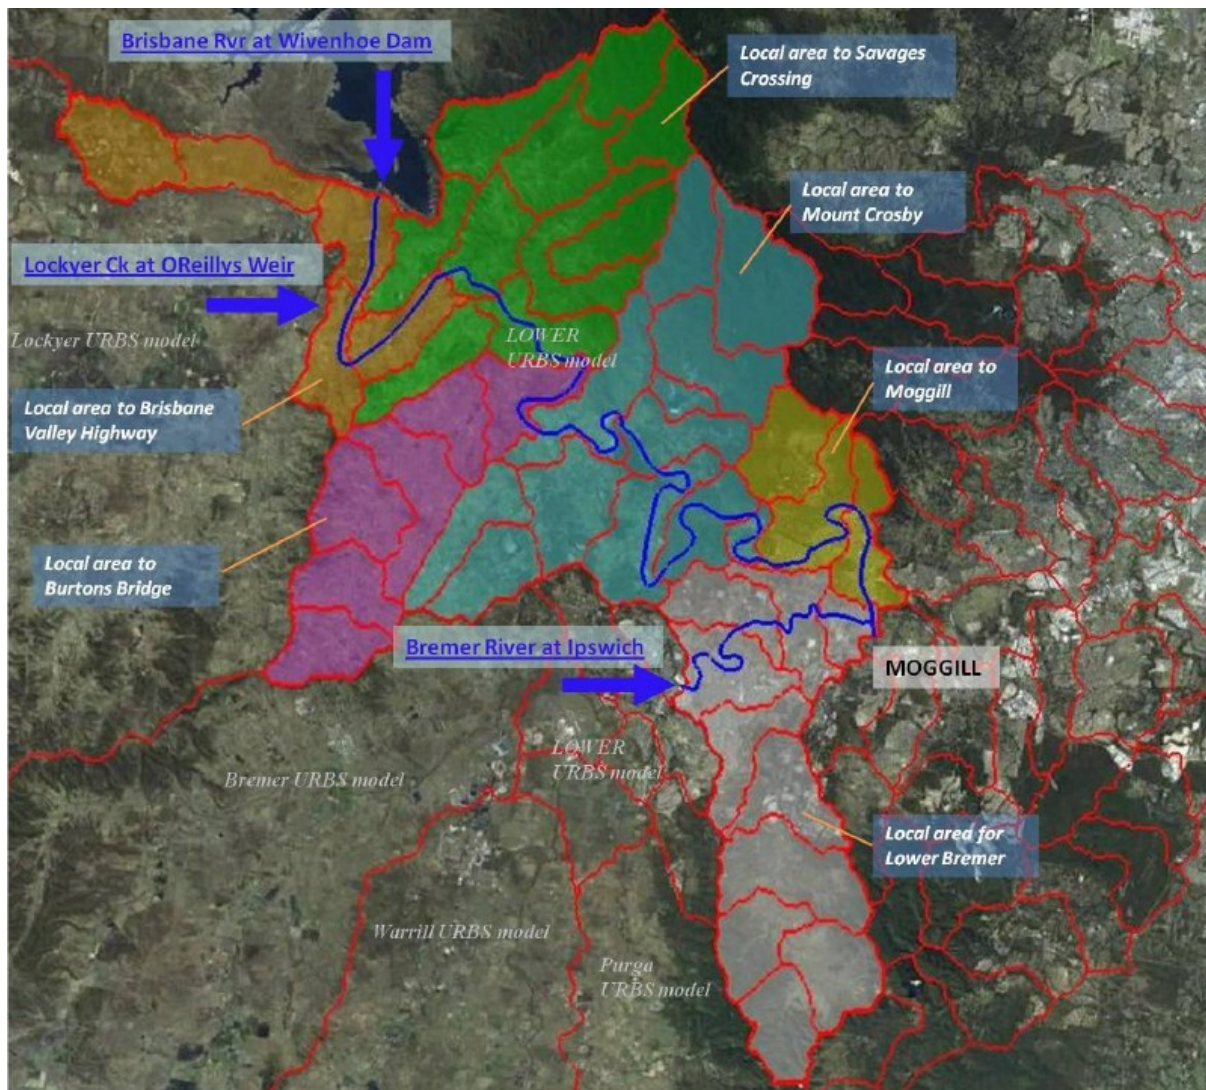 Brisbane Rvr at Wivenhoe Dam
Local area to Savages
Crossing
Local area to
Mount Crosby
Lockyer Ck at OReillys Weir
Lockyer URBS model
LOWER
URBS model
Local area to
Moggill
Local area to Brisbane
Valley Highway
Local area to
Burtons Bridge
Bremer River at Ipswich
MOGGILL
LOWER
URBS model
Bremer URBS model
Local area for
Lower Bremer
Warrill URBS model
Purga
URBS model